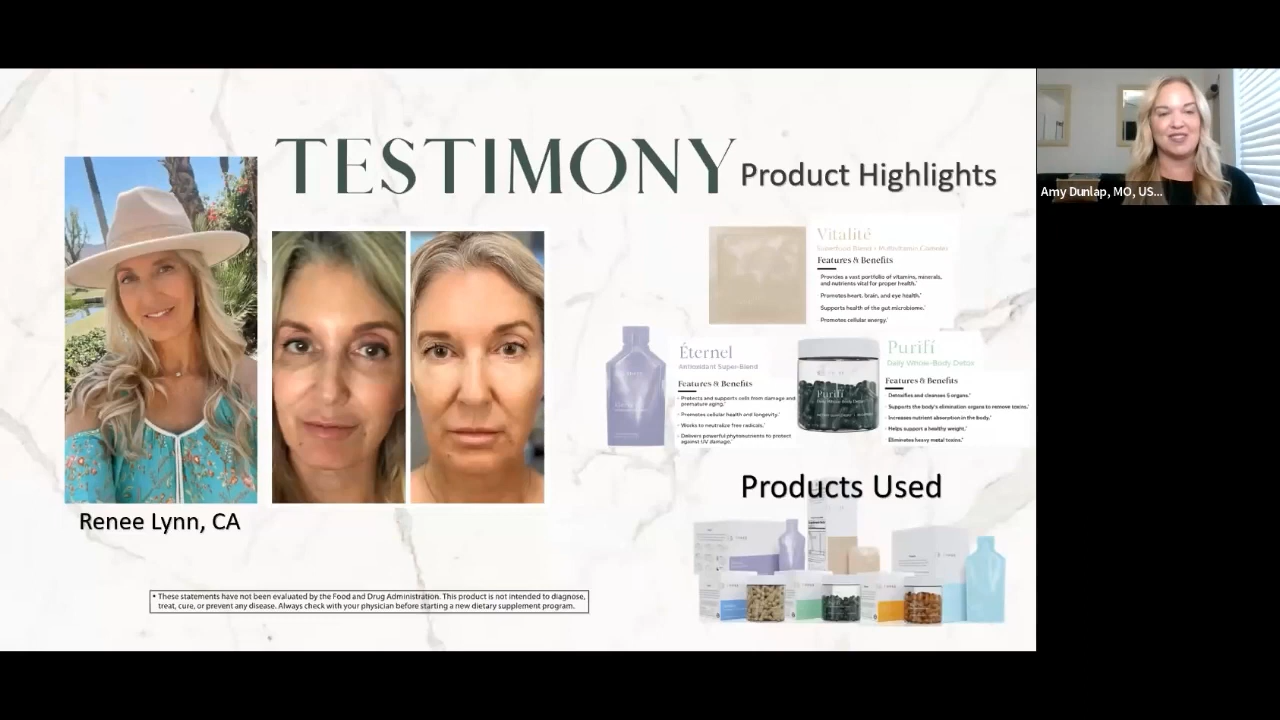 TESTIMONY
Product Highlights
Amy Dunlap, MO, US...
Vitalité
Superfood Blend + Multivitamin Complex
Features & Benefits
Provides a vast portfolio of vitamins, minerals,
and nutrients vital for proper health.*
Promotes heart, brain, and eye health.*
Supports health of the gut microbiome.*
Promotes cellular energy.*
Éternel
Antioxidant Super-Blend
Features & Benefits
· Protects and supports cells from damage and
premature aging.*
· Promotes cellular health and longevity.*
· Works to neutralize free radicals.*
· Delivers powerful phytonutrients to protect
against UV damage.*
Purifí
Daily Whole-Body Detox
Features & Benefits
· Detoxifies and cleanses 5 organs.*
· Supports the body's elimination organs to remove toxins.*
· Increases nutrient absorption in the body.*
· Helps support a healthy weight.*
· Eliminates heavy metal toxins.*
Purifí
Products Used
Renee Lynn, CA
* These statements have not been evaluated by the Food and Drug Administration. This product is not intended to diagnose,
treat, cure, or prevent any disease. Always check with your physician before starting a new dietary supplement program.